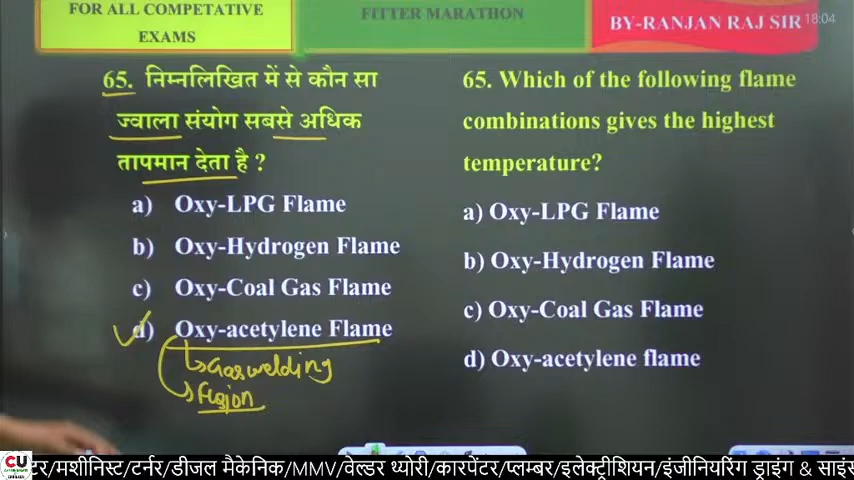 FOR ALL COMPETATIVE
EXAMS
FITTER MARATHON
BY-RANJAN RAJ SIR
18:04
65. निम्नलिखित में से कौन सा
ज्वाला संयोग सबसे अधिक
तापमान देता है ?
a) Oxy-LPG Flame
b) Oxy-Hydrogen Flame
c) Oxy-Coal Gas Flame
d) Oxy-acetylene Flame
Gas welding
Fusion
65. Which of the following flame
combinations gives the highest
temperature?
a) Oxy-LPG Flame
b) Oxy-Hydrogen Flame
c) Oxy-Coal Gas Flame
d) Oxy-acetylene flame
CU
टर/मशीनिस्ट/टर्नर/डीजल मैकेनिक/MMV/वेल्डर थ्योरी/कारपेंटर/प्लम्बर/इलेक्ट्रीशियन/इंजीनियरिंग ड्राइंग & साइंस